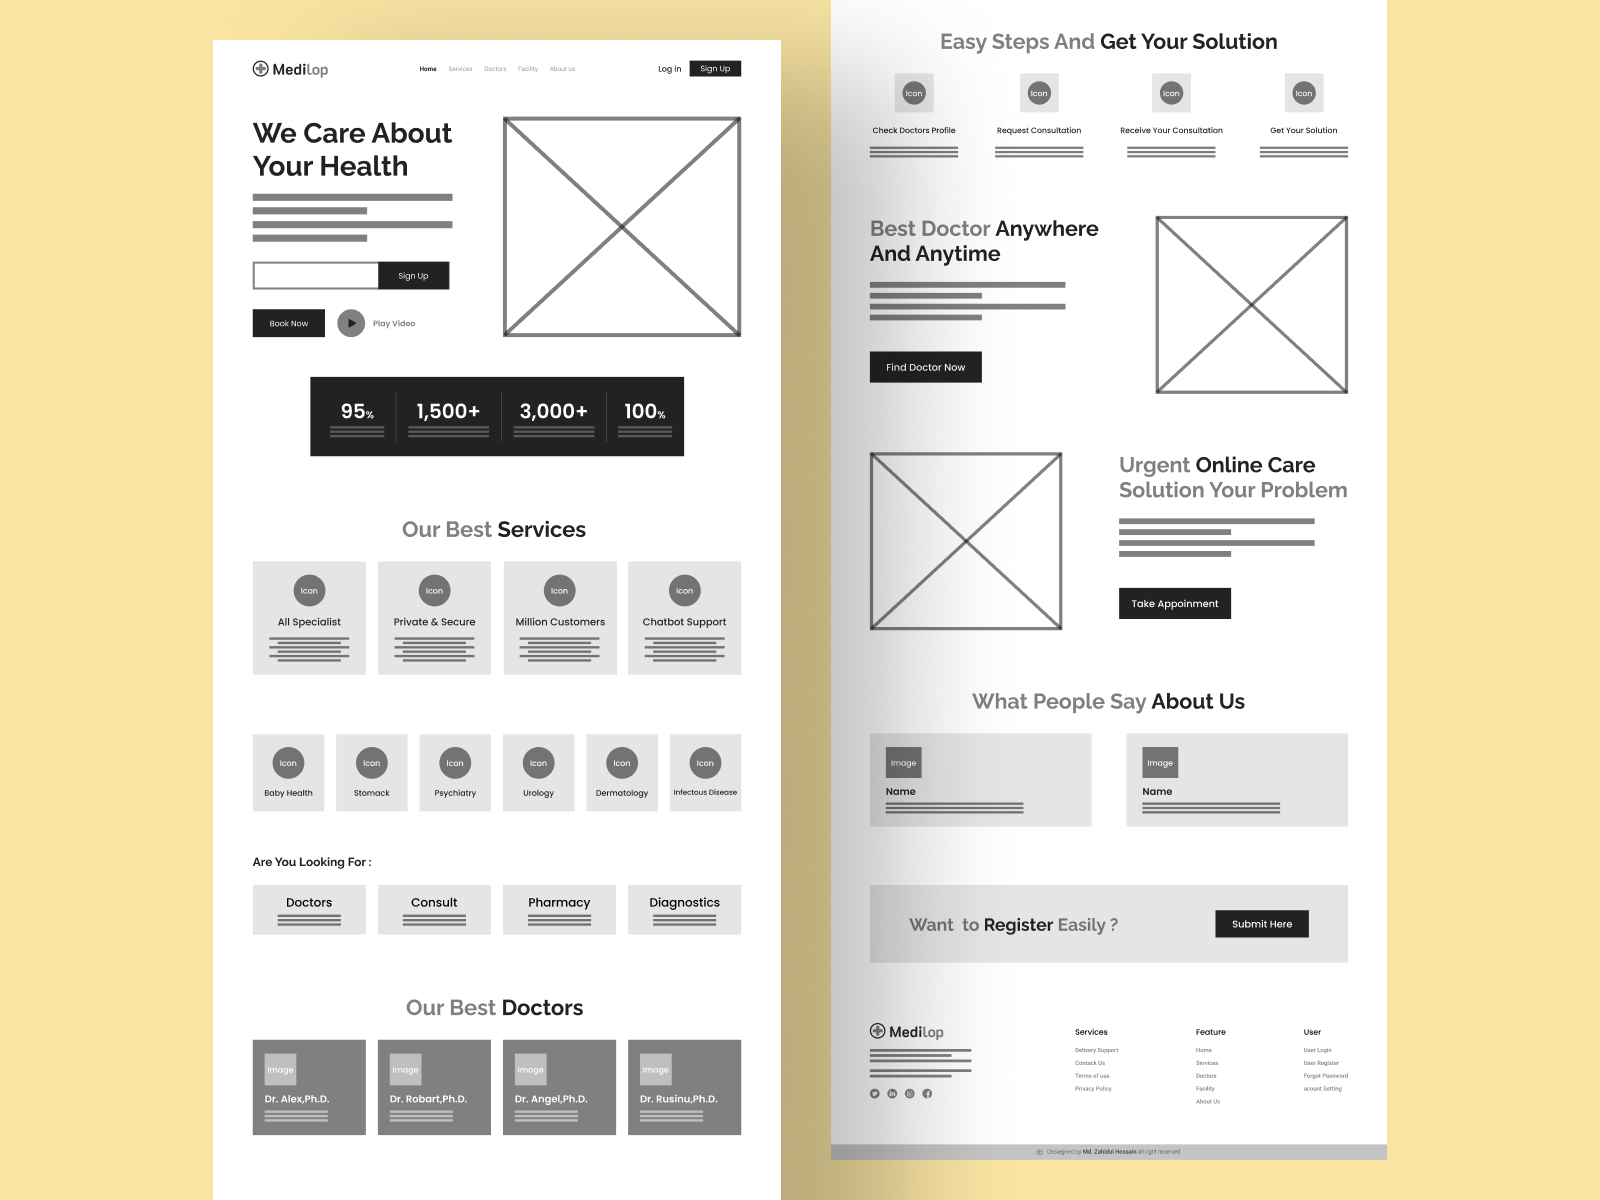 MediLop
Home Services Doctors Facility About us
Log in Sign Up
We Care About
Your Health
Sign Up
Book Now Play Video
95% 1,500+ 3,000+ 100%
Our Best Services
Icon Icon Icon Icon
All Specialist Private & Secure Million Customers Chatbot Support
Icon Icon Icon Icon Icon Icon
Baby Health Stomack Psychiatry Urology Dermatology Infectous Disease
Are You Looking For :
Doctors Consult Pharmacy Diagnostics
Our Best Doctors
Image Image Image Image
Dr. Alex,Ph.D. Dr. Robart,Ph.D. Dr. Angel,Ph.D. Dr. Rusinu,Ph.D.
Easy Steps And Get Your Solution
Icon Icon Icon Icon
Check Doctors Profile Request Consultation Receive Your Consultation Get Your Solution
Best Doctor Anywhere
And Anytime
Find Doctor Now
Urgent Online Care
Solution Your Problem
Take Appoinment
What People Say About Us
Image Image
Name Name
Want to Register Easily ?
Submit Here
MediLop
Services Feature User
Delivery Support Home User Login
Contack Us Services User Register
Terms of use Doctors Forgot Password
Privacy Policy Facility acount Setting
About Us
© Designed by Md. Zahidul Hossain all right reserved